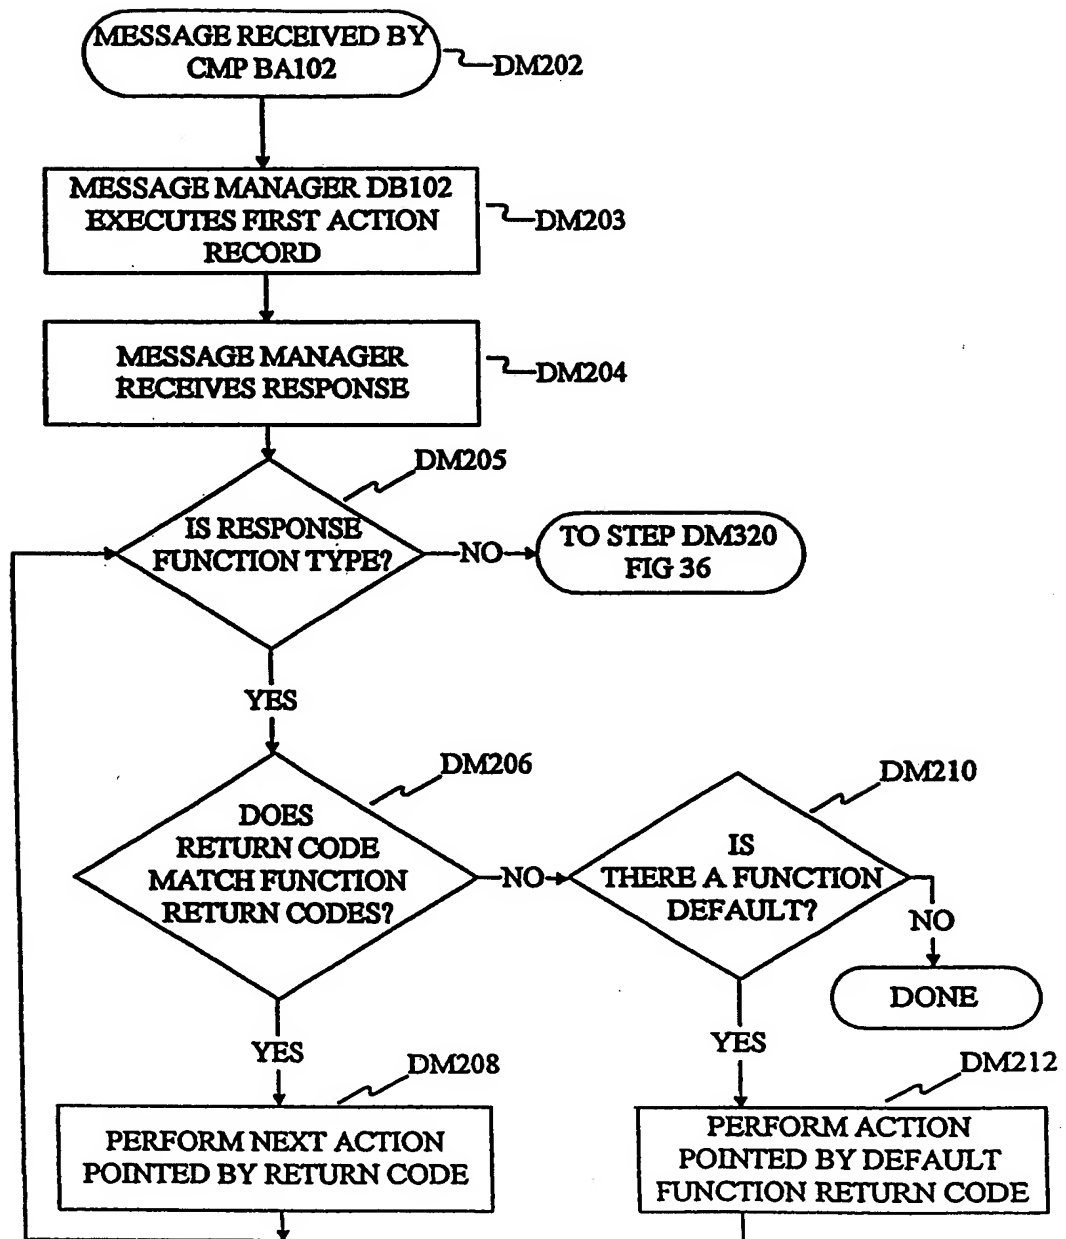 MESSAGE RECEIVED BY
CMP BA102
DM202
MESSAGE MANAGER DB102
EXECUTES FIRST ACTION
RECORD
DM203
MESSAGE MANAGER
RECEIVES RESPONSE
DM204
DM205
IS RESPONSE
FUNCTION TYPE?
NO
TO STEP DM320
FIG 36
YES
DM206
DOES
RETURN CODE
MATCH FUNCTION
RETURN CODES?
NO
DM210
IS
THERE A FUNCTION
DEFAULT?
NO
DONE
YES
DM208
PERFORM NEXT ACTION
POINTED BY RETURN CODE
YES
DM212
PERFORM ACTION
POINTED BY DEFAULT
FUNCTION RETURN CODE